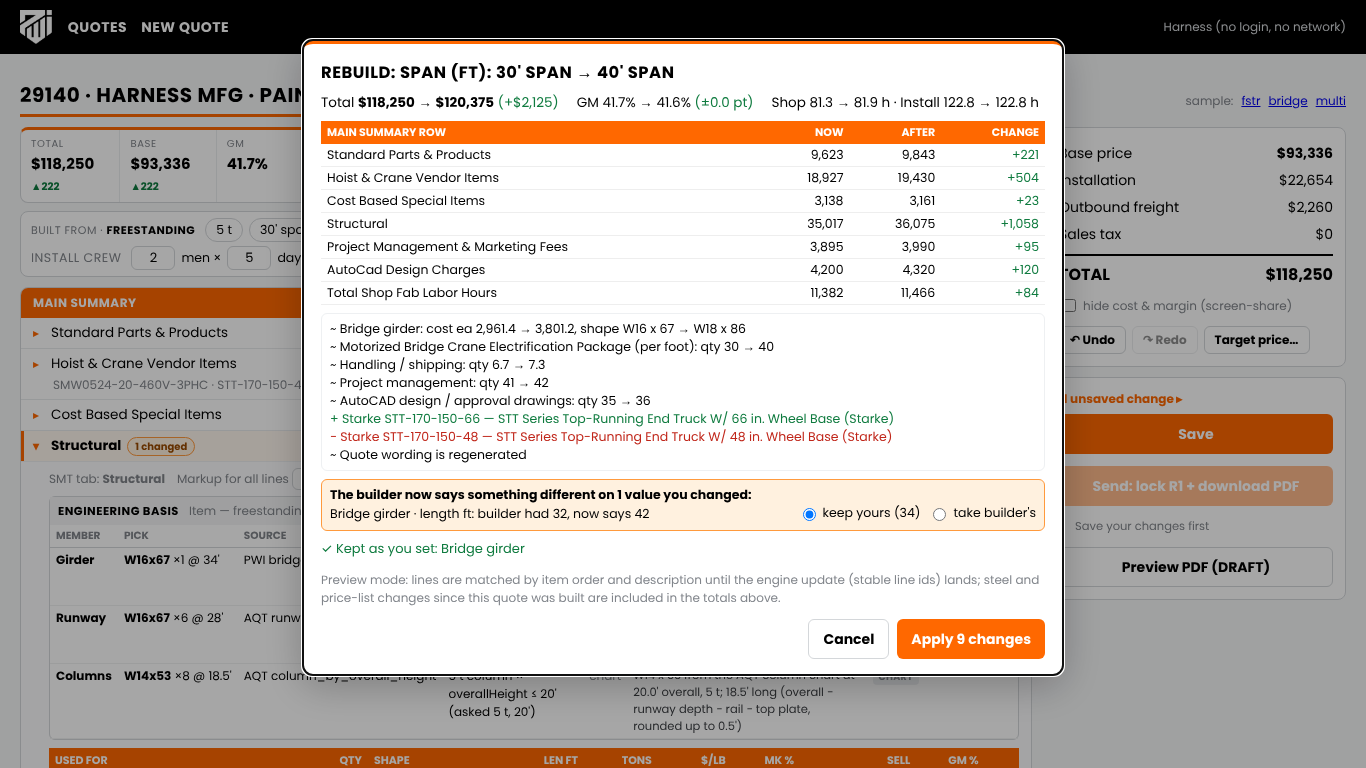 QUOTES NEW QUOTE
Harness (no login, no network)
29140 · HARNESS MFG · PAIN
sample: fstr bridge multi
TOTAL BASE GM
$118,250 $93,336 41.7%
▲222 ▲222
BUILT FROM · FREESTANDING 5 t 30' spa
INSTALL CREW 2 men × 5 day
MAIN SUMMARY
▸ Standard Parts & Products
▸ Hoist & Crane Vendor Items
SMW0524-20-460V-3PHC · STT-170-150-4
▸ Cost Based Special Items
▾ Structural 1 changed
SMT tab: Structural Markup for all lines
ENGINEERING BASIS Item — freestandin
MEMBER PICK SOURCE
Girder W16x67 ×1 @ 34' PWI bridg
Runway W16x67 ×6 @ 28' AQT runw
Columns W14x53 ×8 @ 18.5' AQT column_by_overall_height
overallHeight ≤ 20'
(asked 5 t, 20')
20.0' overall, 5 t; 18.5' long (overall -
runway depth - rail - top plate,
rounded up to 0.5')
USED FOR QTY SHAPE LEN FT TONS $/LB MK % SELL GM %
REBUILD: SPAN (FT): 30' SPAN → 40' SPAN
Total $118,250 → $120,375 (+$2,125) GM 41.7% → 41.6% (±0.0 pt) Shop 81.3 → 81.9 h · Install 122.8 → 122.8 h
MAIN SUMMARY ROW NOW AFTER CHANGE
Standard Parts & Products 9,623 9,843 +221
Hoist & Crane Vendor Items 18,927 19,430 +504
Cost Based Special Items 3,138 3,161 +23
Structural 35,017 36,075 +1,058
Project Management & Marketing Fees 3,895 3,990 +95
AutoCad Design Charges 4,200 4,320 +120
Total Shop Fab Labor Hours 11,382 11,466 +84
~ Bridge girder: cost ea 2,961.4 → 3,801.2, shape W16 x 67 → W18 x 86
~ Motorized Bridge Crane Electrification Package (per foot): qty 30 → 40
~ Handling / shipping: qty 6.7 → 7.3
~ Project management: qty 41 → 42
~ AutoCAD design / approval drawings: qty 35 → 36
+ Starke STT-170-150-66 — STT Series Top-Running End Truck W/ 66 in. Wheel Base (Starke)
− Starke STT-170-150-48 — STT Series Top-Running End Truck W/ 48 in. Wheel Base (Starke)
~ Quote wording is regenerated
The builder now says something different on 1 value you changed:
Bridge girder · length ft: builder had 32, now says 42 keep yours (34) take builder's
✓ Kept as you set: Bridge girder
Preview mode: lines are matched by item order and description until the engine update (stable line ids) lands; steel and
price-list changes since this quote was built are included in the totals above.
Cancel Apply 9 changes
Base price $93,336
Installation $22,654
Outbound freight $2,260
Sales tax $0
TOTAL $118,250
hide cost & margin (screen-share)
↶ Undo ↷ Redo Target price…
unsaved change ▸
Save
Send: lock R1 + download PDF
Save your changes first
Preview PDF (DRAFT)